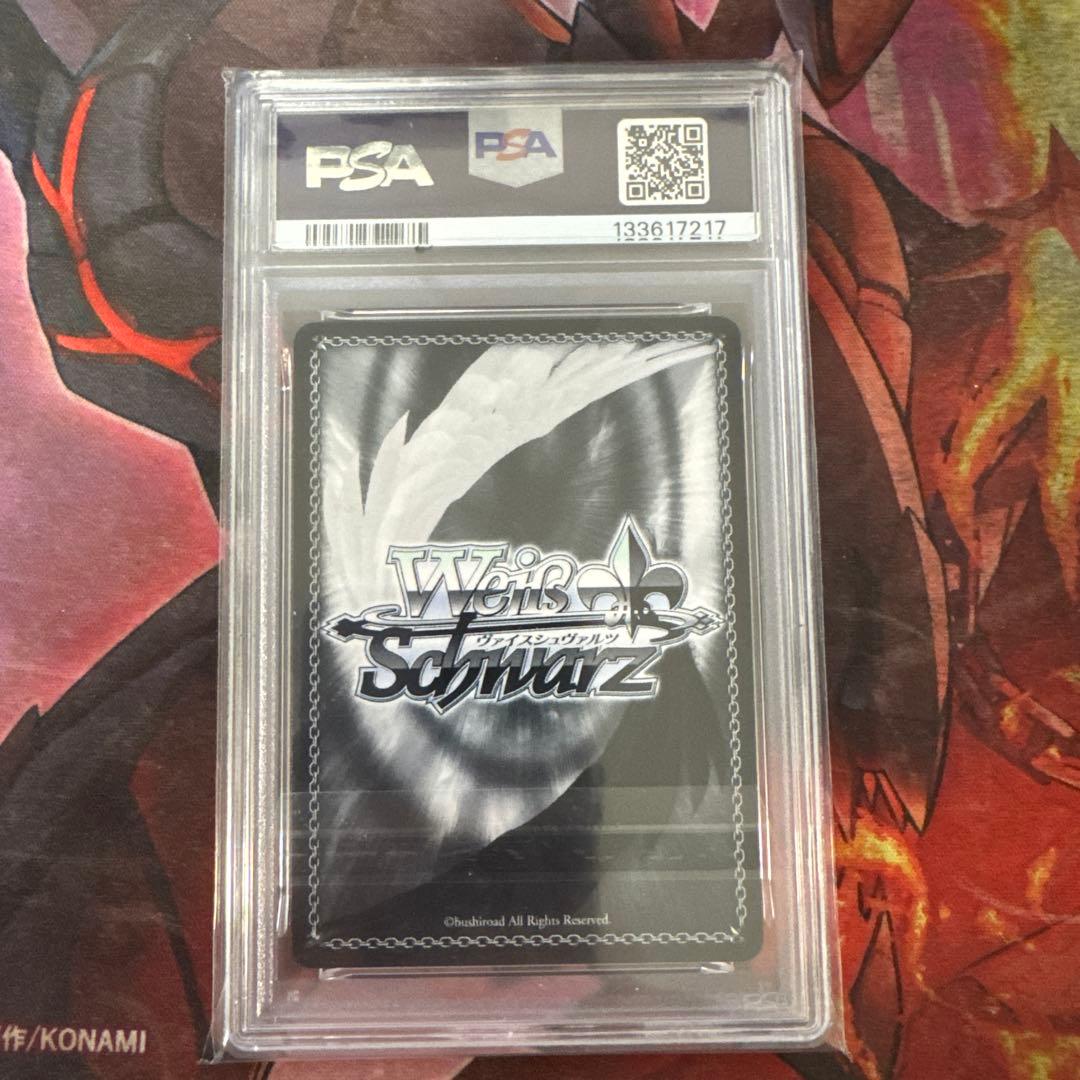 PSA
PSA
133617217
Weiß
ヴァイスシュヴァルツ
Schwarz
©bushiroad All Rights Reserved.
作/KONAMI